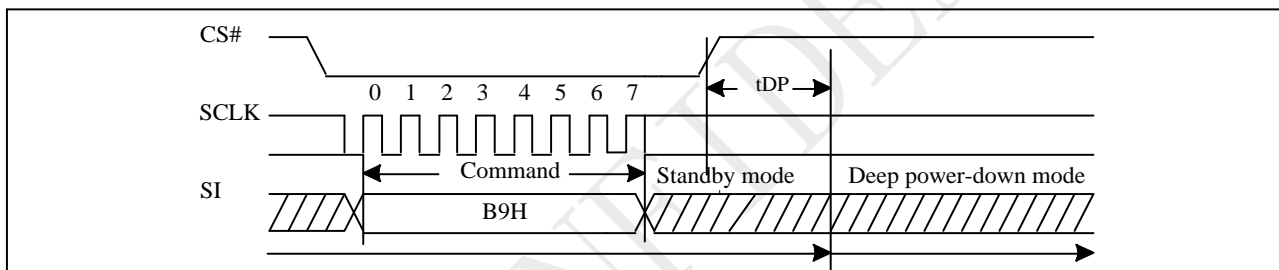 CS#
tDP
0 1 2 3 4 5 6 7
SCLK
Command
Standby mode
Deep power-down mode
SI
B9H